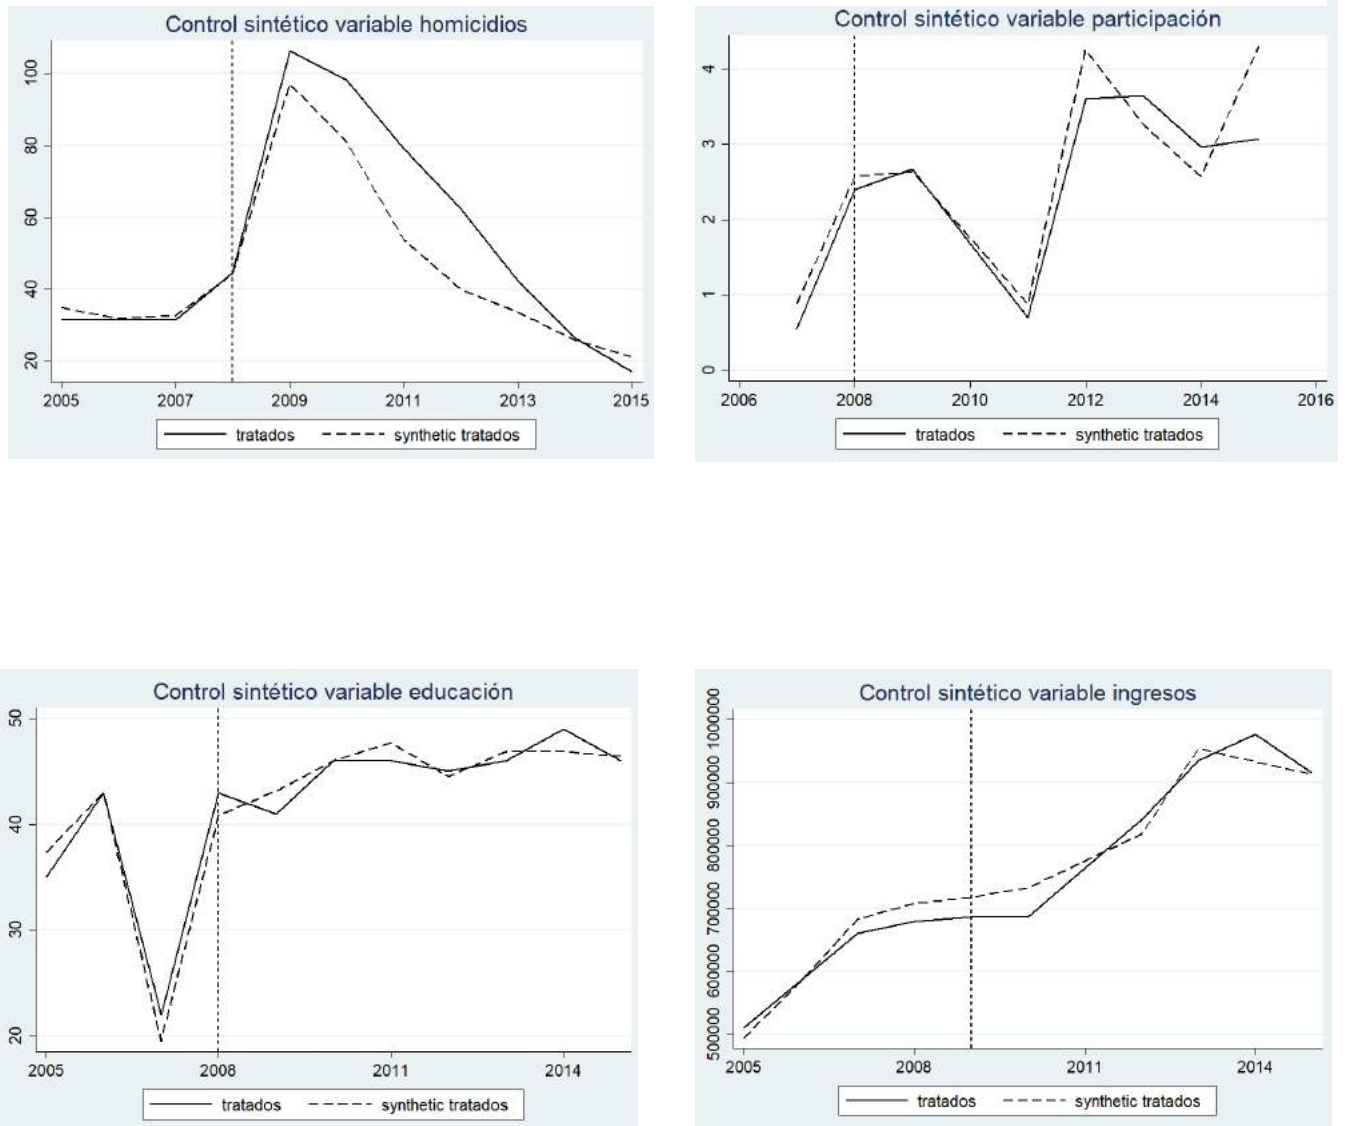 Control sintético variable homicidios
100
80
60
40
20
2005 2007 2009 2011 2013 2015
tratados synthetic tratados
Control sintético variable participación
4
3
2
1
0
2006 2008 2010 2012 2014 2016
tratados synthetic tratados
Control sintético variable educación
50
40
30
20
2005 2008 2011 2014
tratados synthetic tratados
Control sintético variable ingresos
1000000
900000
800000
700000
600000
500000
2005 2008 2011 2014
tratados synthetic tratados